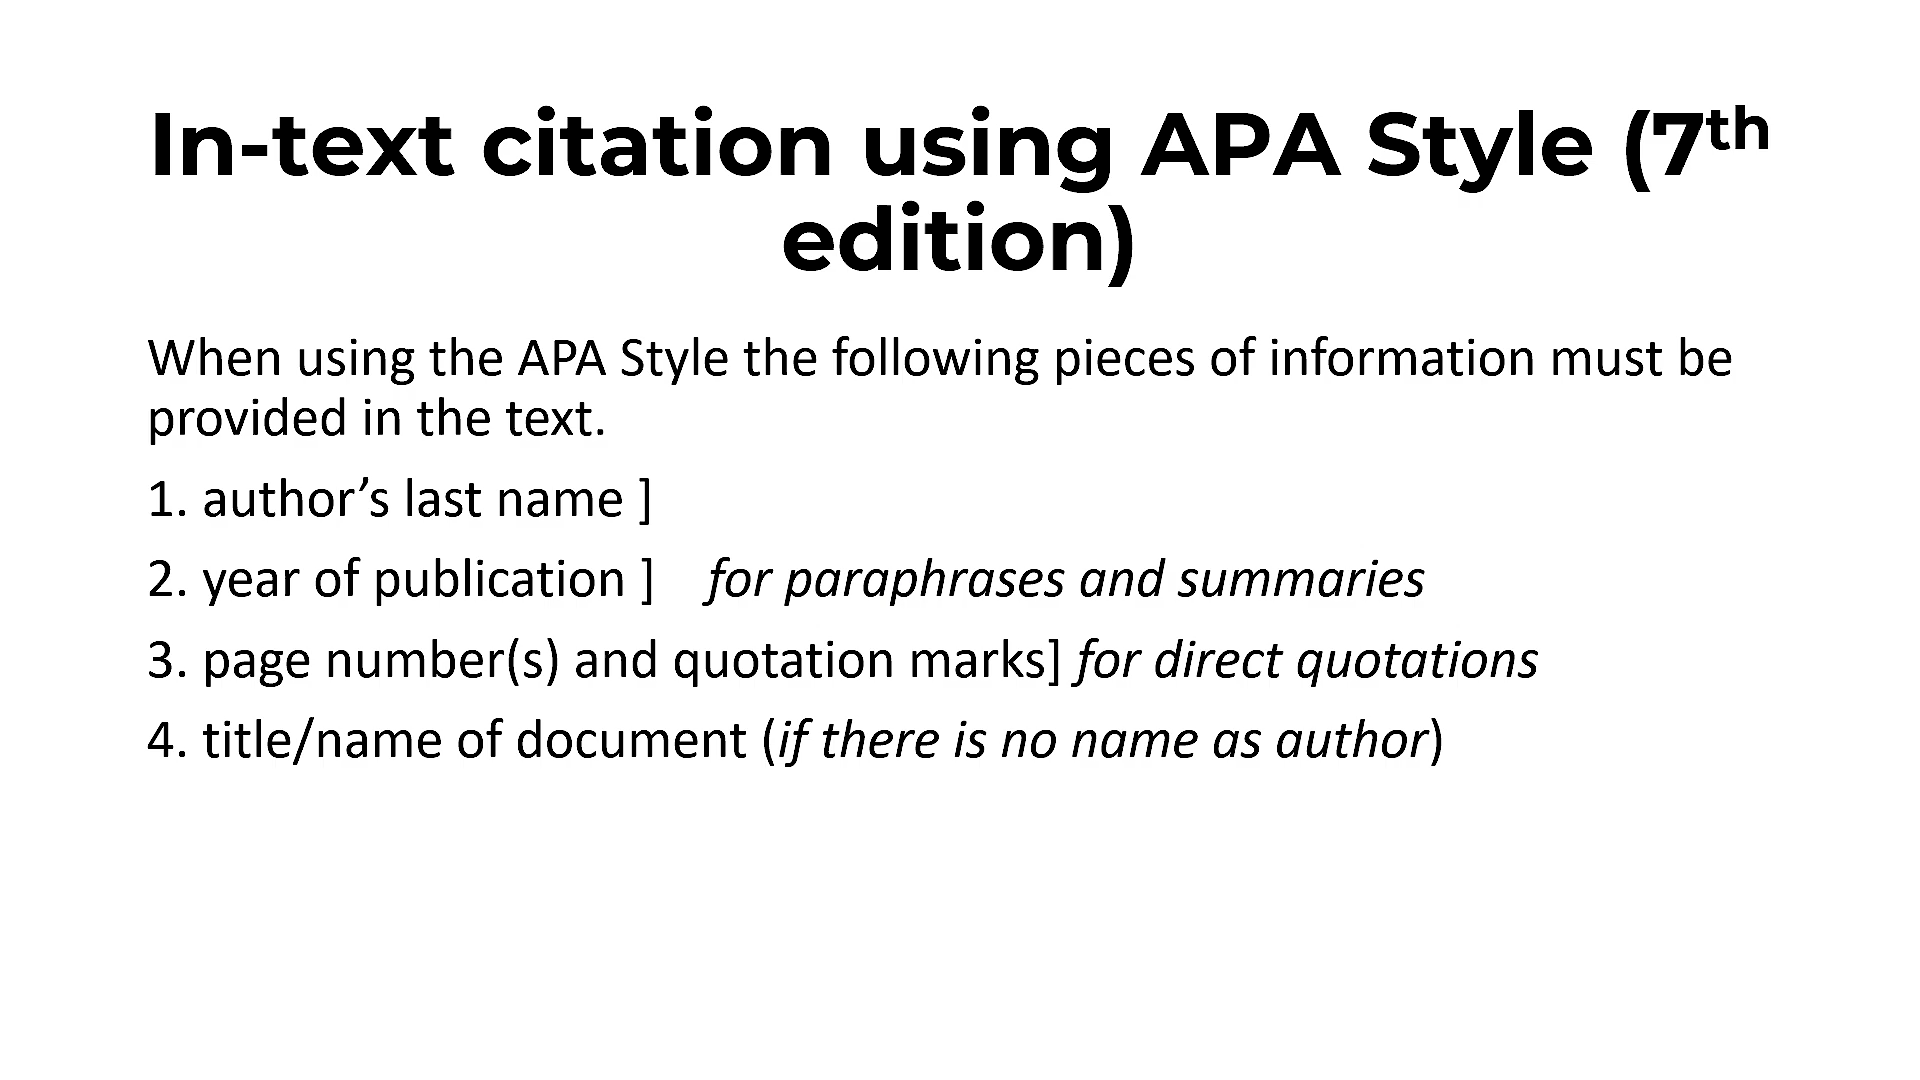 In-text citation using APA Style (7th
edition)
When using the APA Style the following pieces of information must be
provided in the text.
1. author’s last name ]
2. year of publication ] for paraphrases and summaries
3. page number(s) and quotation marks] for direct quotations
4. title/name of document (if there is no name as author)